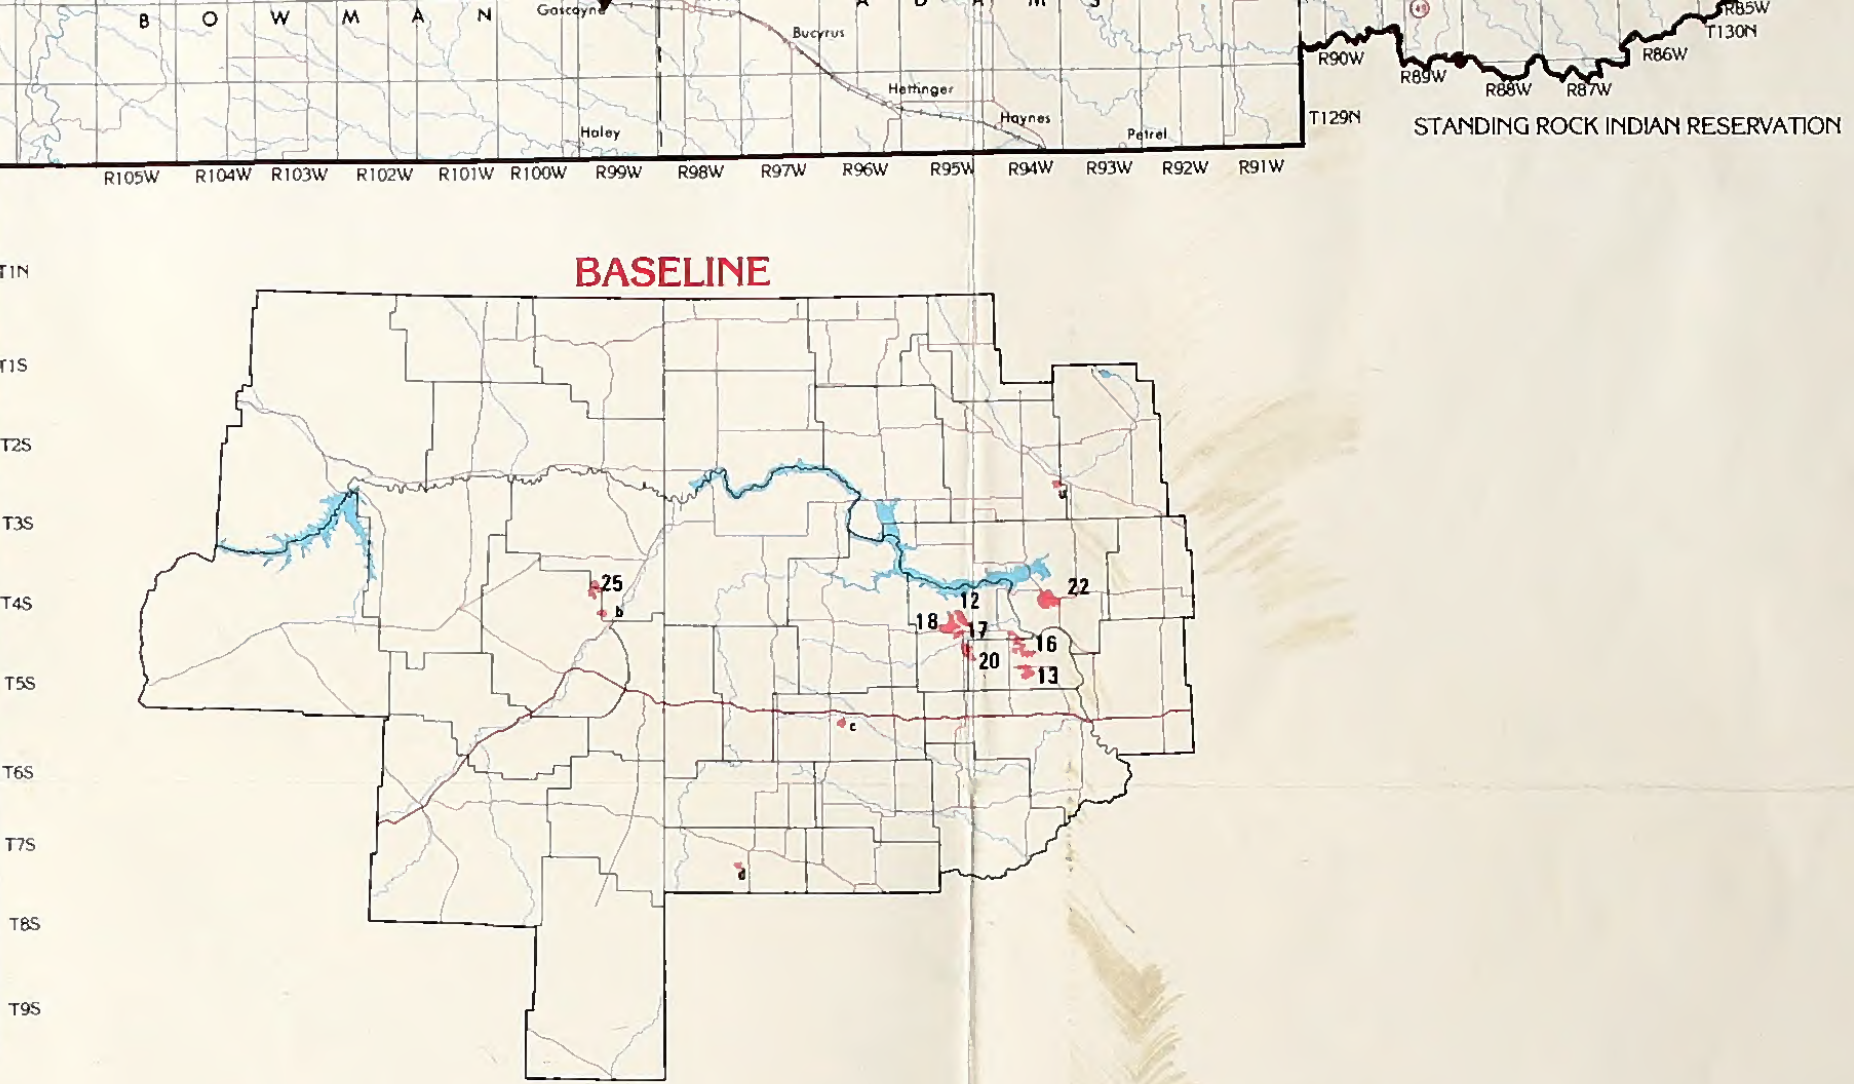 B O W M A N
A D A M S
Gascoyne
Bucyrus
Hettinger
Haynes
Haley
Petrel
R85W
T130N
R86W
R90W
R89W
R88W
R87W
T129N
STANDING ROCK INDIAN RESERVATION
R105W R104W R103W R102W R101W R100W R99W R98W R97W R96W R95W R94W R93W R92W R91W
BASELINE
T1N
T1S
T2S
T3S
T4S
T5S
T6S
T7S
T8S
T9S
25
b
12
22
18
17
16
20
13
c